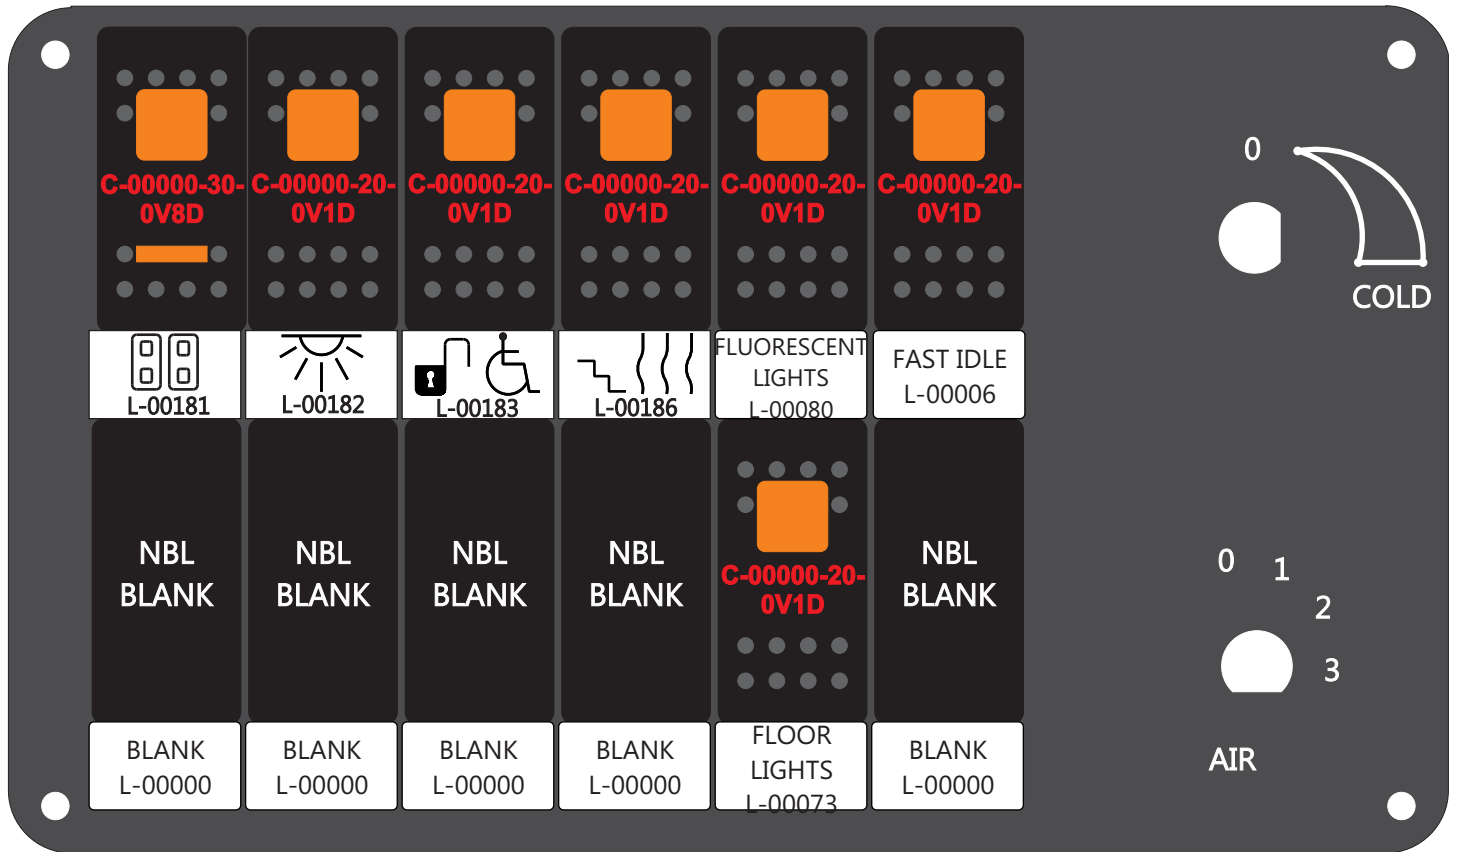 C-00000-30-
0V8D
C-00000-20-
0V1D
C-00000-20-
0V1D
C-00000-20-
0V1D
C-00000-20-
0V1D
C-00000-20-
0V1D
0
COLD
L-00181
L-00182
L-00183
L-00186
FLUORESCENT
LIGHTS
L-00080
FAST IDLE
L-00006
NBL
BLANK
NBL
BLANK
NBL
BLANK
NBL
BLANK
C-00000-20-
0V1D
NBL
BLANK
0
1
2
3
AIR
BLANK
L-00000
BLANK
L-00000
BLANK
L-00000
BLANK
L-00000
FLOOR
LIGHTS
L-00073
BLANK
L-00000